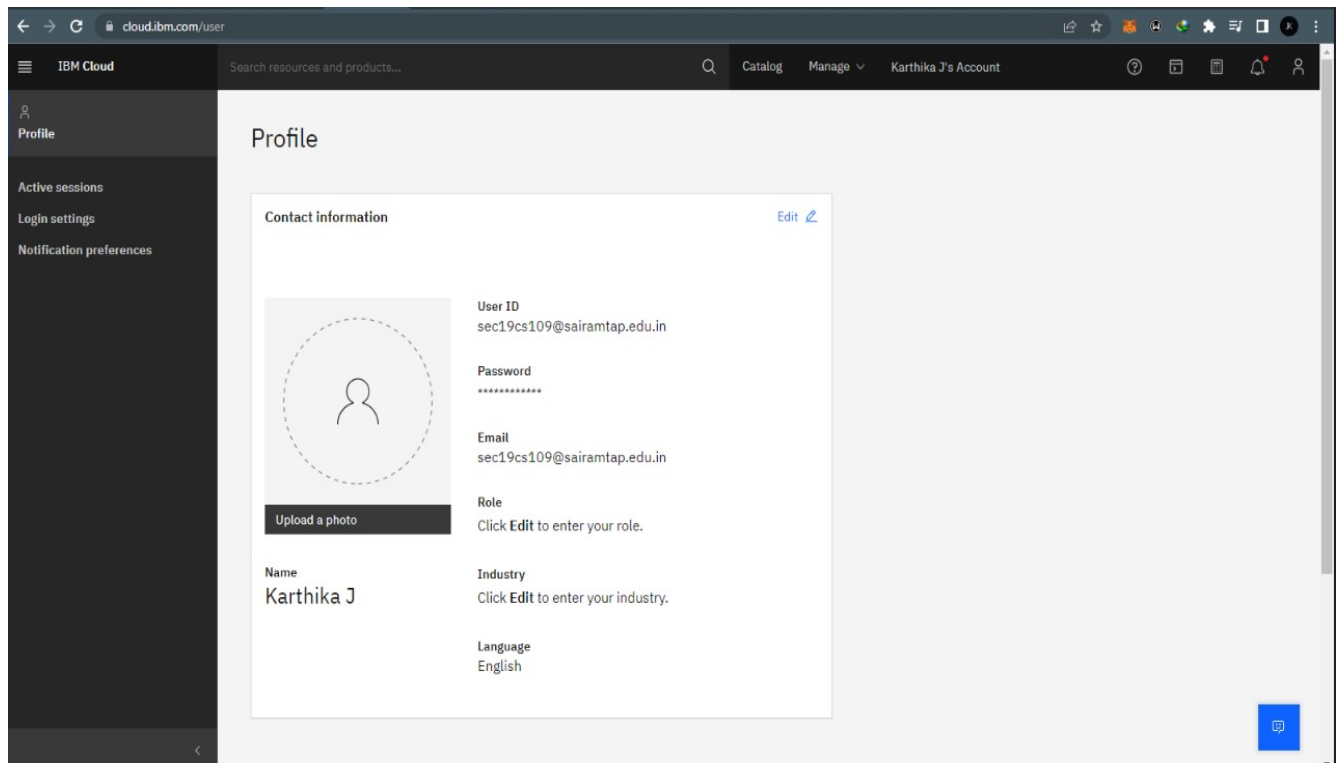 cloud.ibm.com/user
IBM Cloud
Search resources and products...
Catalog
Manage
Karthika J's Account
Profile
Active sessions
Login settings
Notification preferences
Profile
Contact information
Edit
User ID
sec19cs109@sairamtap.edu.in
Password
************
Email
sec19cs109@sairamtap.edu.in
Role
Click Edit to enter your role.
Upload a photo
Name
Karthika J
Industry
Click Edit to enter your industry.
Language
English